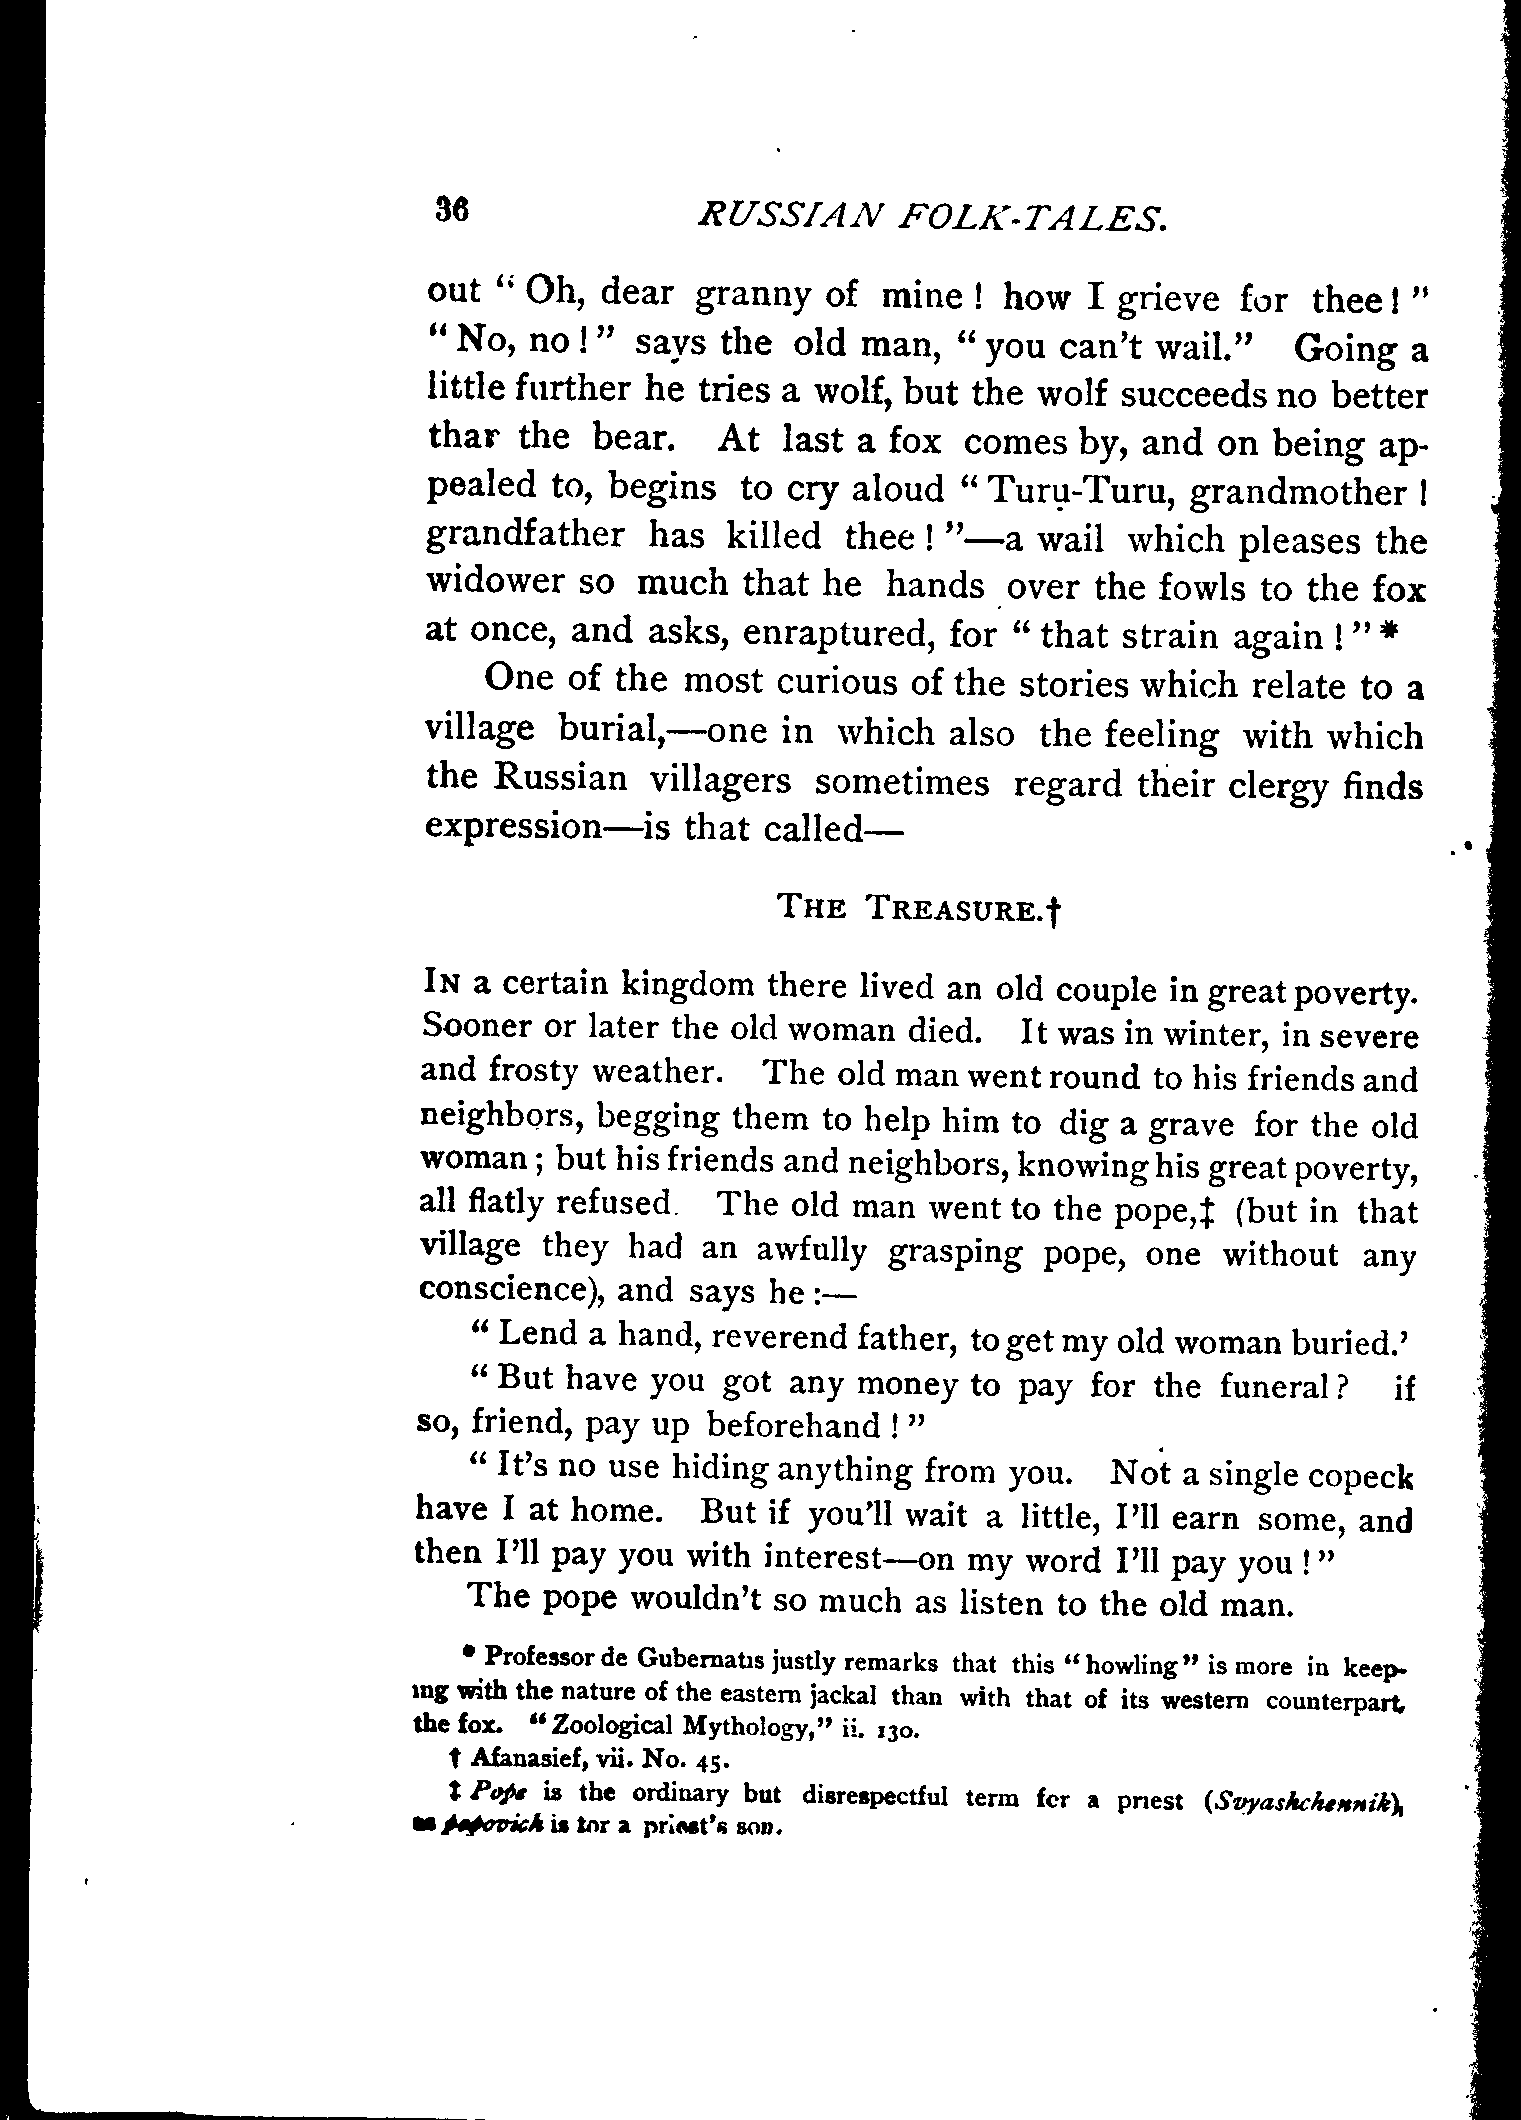 36 RUSSIAN FOLK-TALES.
out “ Oh, dear granny of mine ! how I grieve for thee ! ”
“ No, no ! ” says the old man, “ you can’t wail.” Going a
little further he tries a wolf, but the wolf succeeds no better
than the bear. At last a fox comes by, and on being ap-
pealed to, begins to cry aloud “ Turu-Turu, grandmother !
grandfather has killed thee ! ”—a wail which pleases the
widower so much that he hands over the fowls to the fox
at once, and asks, enraptured, for “ that strain again ! ” *
One of the most curious of the stories which relate to a
village burial,—one in which also the feeling with which
the Russian villagers sometimes regard their clergy finds
expression—is that called—
THE TREASURE.†
IN a certain kingdom there lived an old couple in great poverty.
Sooner or later the old woman died. It was in winter, in severe
and frosty weather. The old man went round to his friends and
neighbors, begging them to help him to dig a grave for the old
woman ; but his friends and neighbors, knowing his great poverty,
all flatly refused. The old man went to the pope,‡ (but in that
village they had an awfully grasping pope, one without any
conscience), and says he :—
“ Lend a hand, reverend father, to get my old woman buried.’
“ But have you got any money to pay for the funeral ? if
so, friend, pay up beforehand ! ”
“ It’s no use hiding anything from you. Not a single copeck
have I at home. But if you’ll wait a little, I’ll earn some, and
then I’ll pay you with interest—on my word I’ll pay you ! ”
The pope wouldn’t so much as listen to the old man.
* Professor de Gubernatis justly remarks that this “ howling ” is more in keep-
ing with the nature of the eastern jackal than with that of its western counterpart,
the fox. “ Zoological Mythology,” ii. 130.
† Afanasief, vii. No. 45.
‡ Pope is the ordinary but disrespectful term for a priest (Svyashchennik),
as popovich is for a priest’s son.